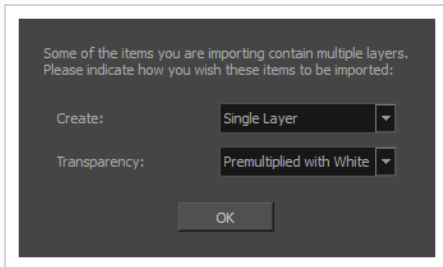 Some of the items you are importing contain multiple layers.
Please indicate how you wish these items to be imported:
Create: Single Layer
Transparency: Premultiplied with White
OK